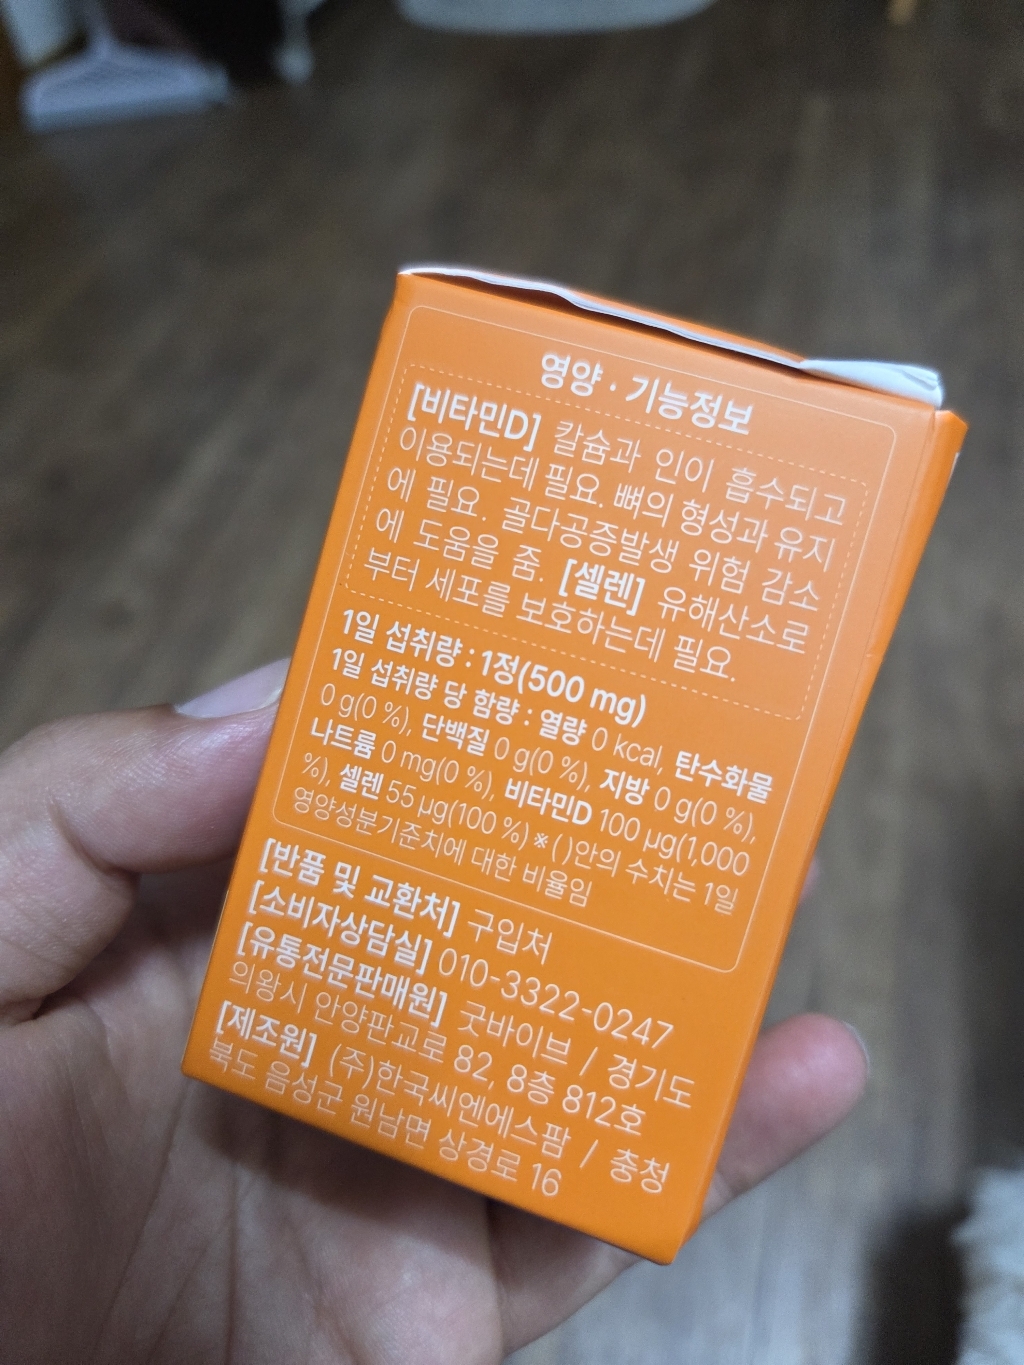 영양 · 기능정보
[비타민D] 칼슘과 인이 흡수되고
이용되는데 필요. 뼈의 형성과 유지
에 필요. 골다공증발생 위험 감소
에 도움을 줌. [셀렌] 유해산소로
부터 세포를 보호하는데 필요.
1일 섭취량 : 1정(500 mg)
1일 섭취량 당 함량 : 열량 0 kcal, 탄수화물
0 g(0 %), 단백질 0 g(0 %), 지방 0 g(0 %),
나트륨 0 mg(0 %), 비타민D 100 µg(1,000
%), 셀렌 55 µg(100 %) ※ ( )안의 수치는 1일
영양성분기준치에 대한 비율임
[반품 및 교환처] 구입처
[소비자상담실] 010-3322-0247
[유통전문판매원] 굿바이브 / 경기도
의왕시 안양판교로 82, 8층 812호
[제조원] (주)한국씨엔에스팜 / 충청
북도 음성군 원남면 상경로 16